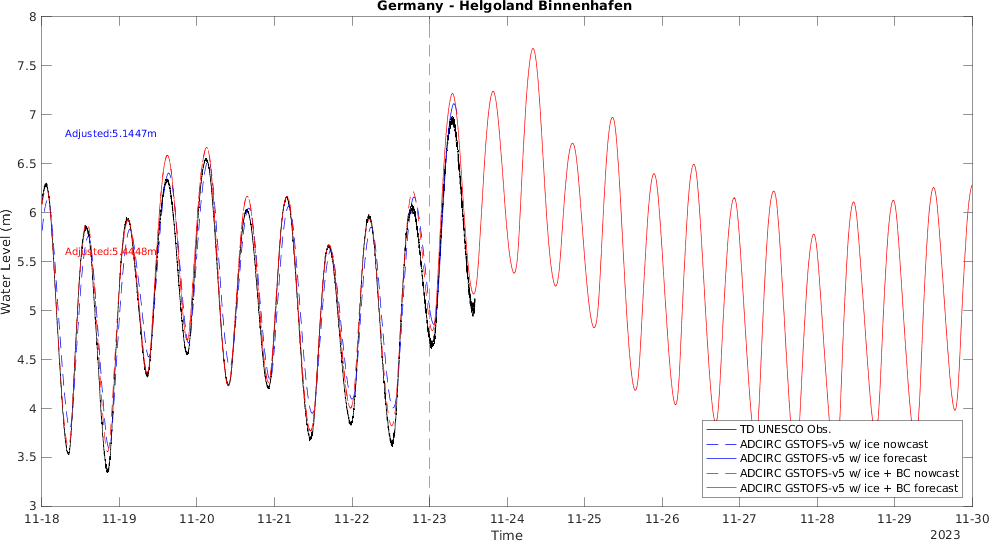 Germany - Helgoland Binnenhafen
8
7.5
7
6.5
6
5.5
5
4.5
4
3.5
3
Water Level (m)
Adjusted:5.1447m
Adjusted:5.4448m
TD UNESCO Obs.
ADCIRC GSTOFS-v5 w/ ice nowcast
ADCIRC GSTOFS-v5 w/ ice forecast
ADCIRC GSTOFS-v5 w/ ice + BC nowcast
ADCIRC GSTOFS-v5 w/ ice + BC forecast
11-18 11-19 11-20 11-21 11-22 11-23 11-24 11-25 11-26 11-27 11-28 11-29 11-30
Time
2023